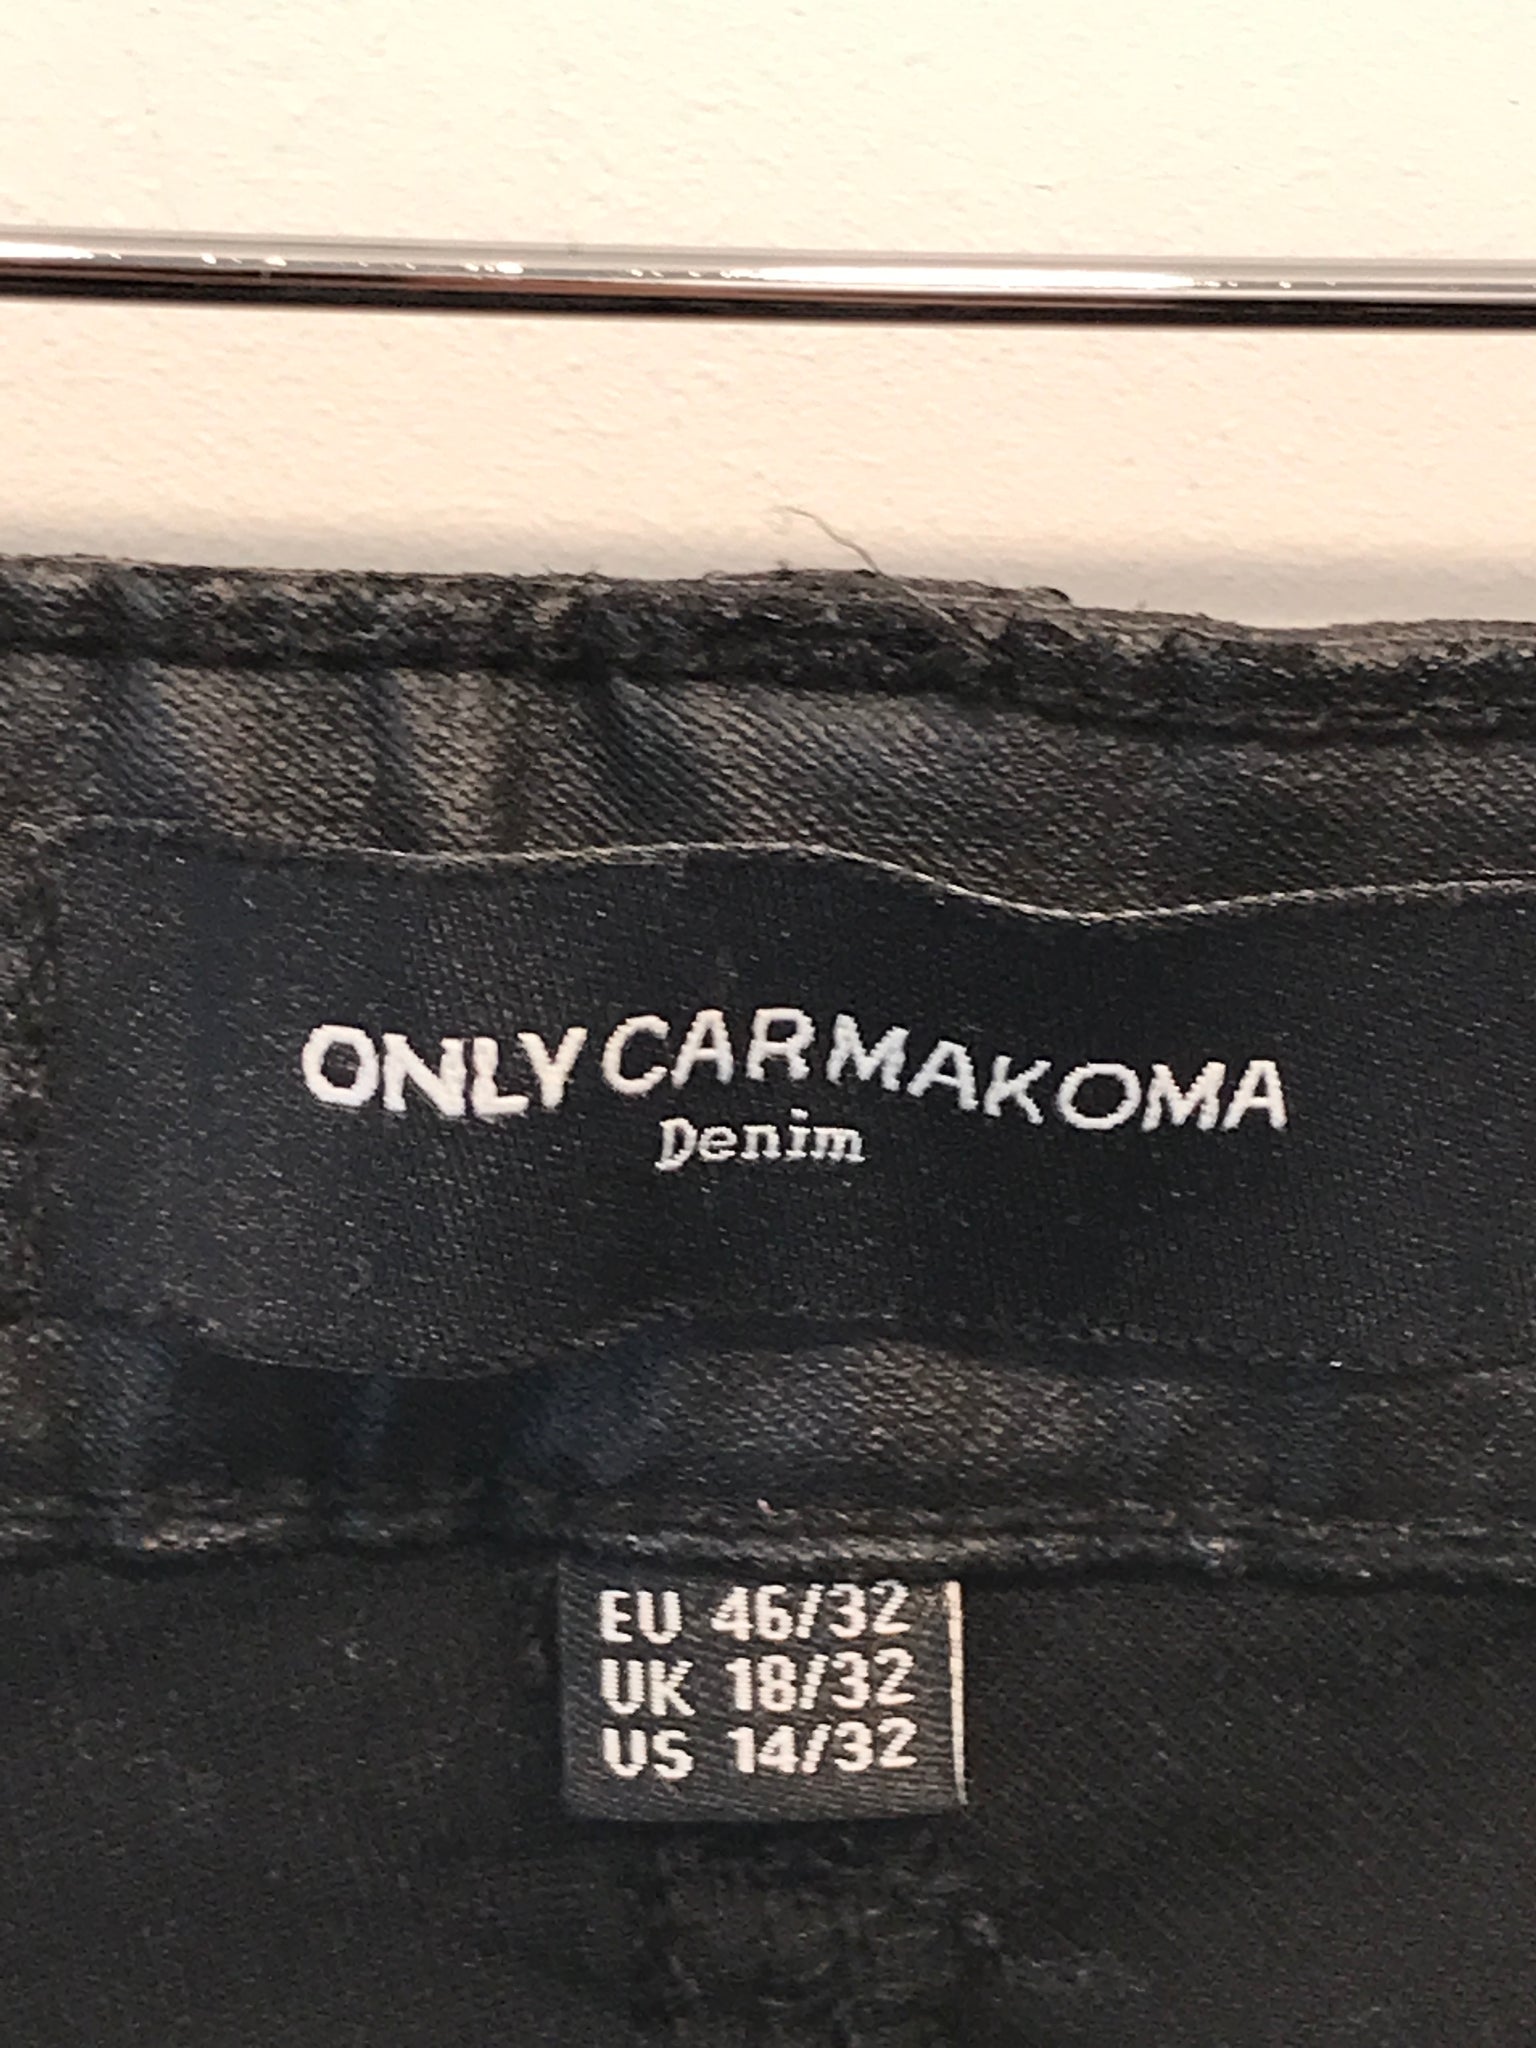 ONLY CARMAKOMA
Denim
EU 46/32
UK 18/32
US 14/32